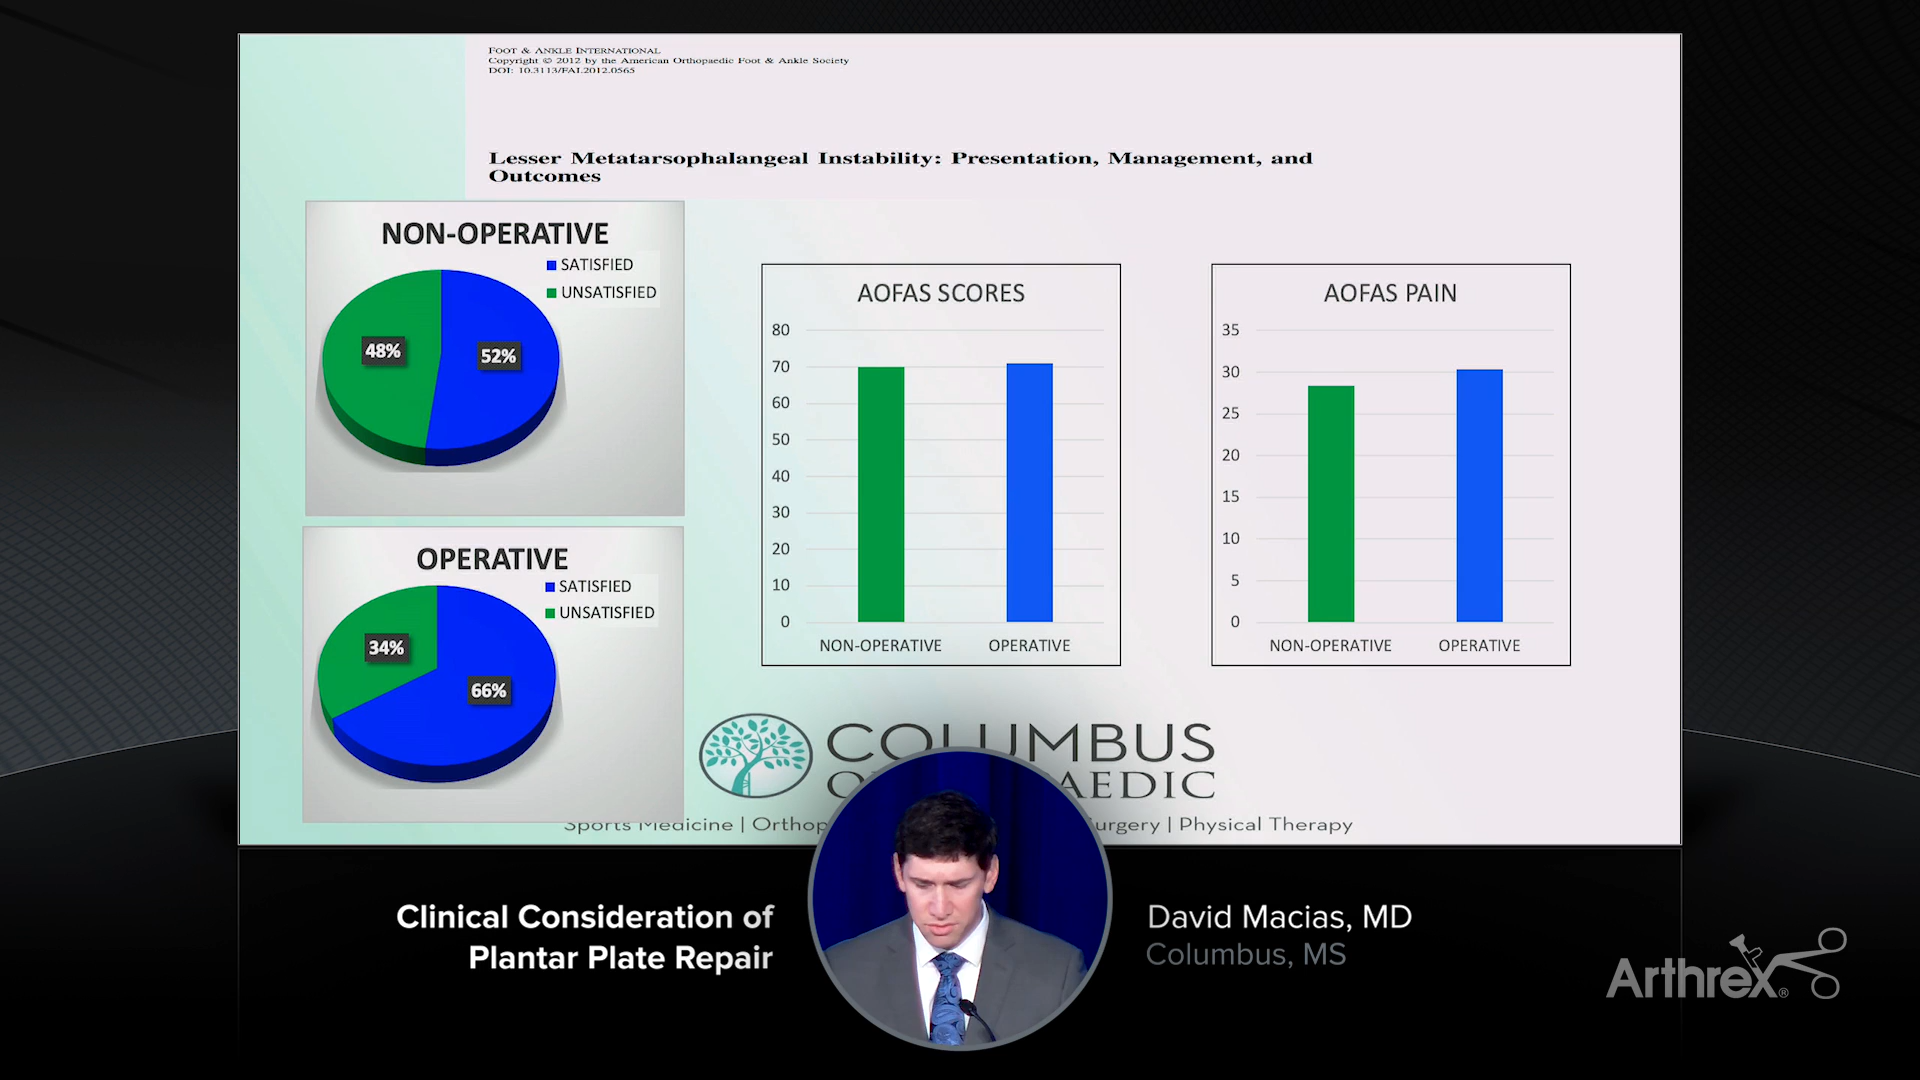 FOOT & ANKLE INTERNATIONAL
Copyright © 2012 by the American Orthopaedic Foot & Ankle Society
DOI: 10.3113/FAI.2012.0565
Lesser Metatarsophalangeal Instability: Presentation, Management, and
Outcomes
NON-OPERATIVE
SATISFIED
UNSATISFIED
48%
52%
OPERATIVE
SATISFIED
UNSATISFIED
34%
66%
AOFAS SCORES
80
70
60
50
40
30
20
10
0
NON-OPERATIVE OPERATIVE
AOFAS PAIN
35
30
25
20
15
10
5
0
NON-OPERATIVE OPERATIVE
COLUMBUS
Sports Medicine | | Physical Therapy
Clinical Consideration of
Plantar Plate Repair
David Macias, MD
Columbus, MS
Arthrex®